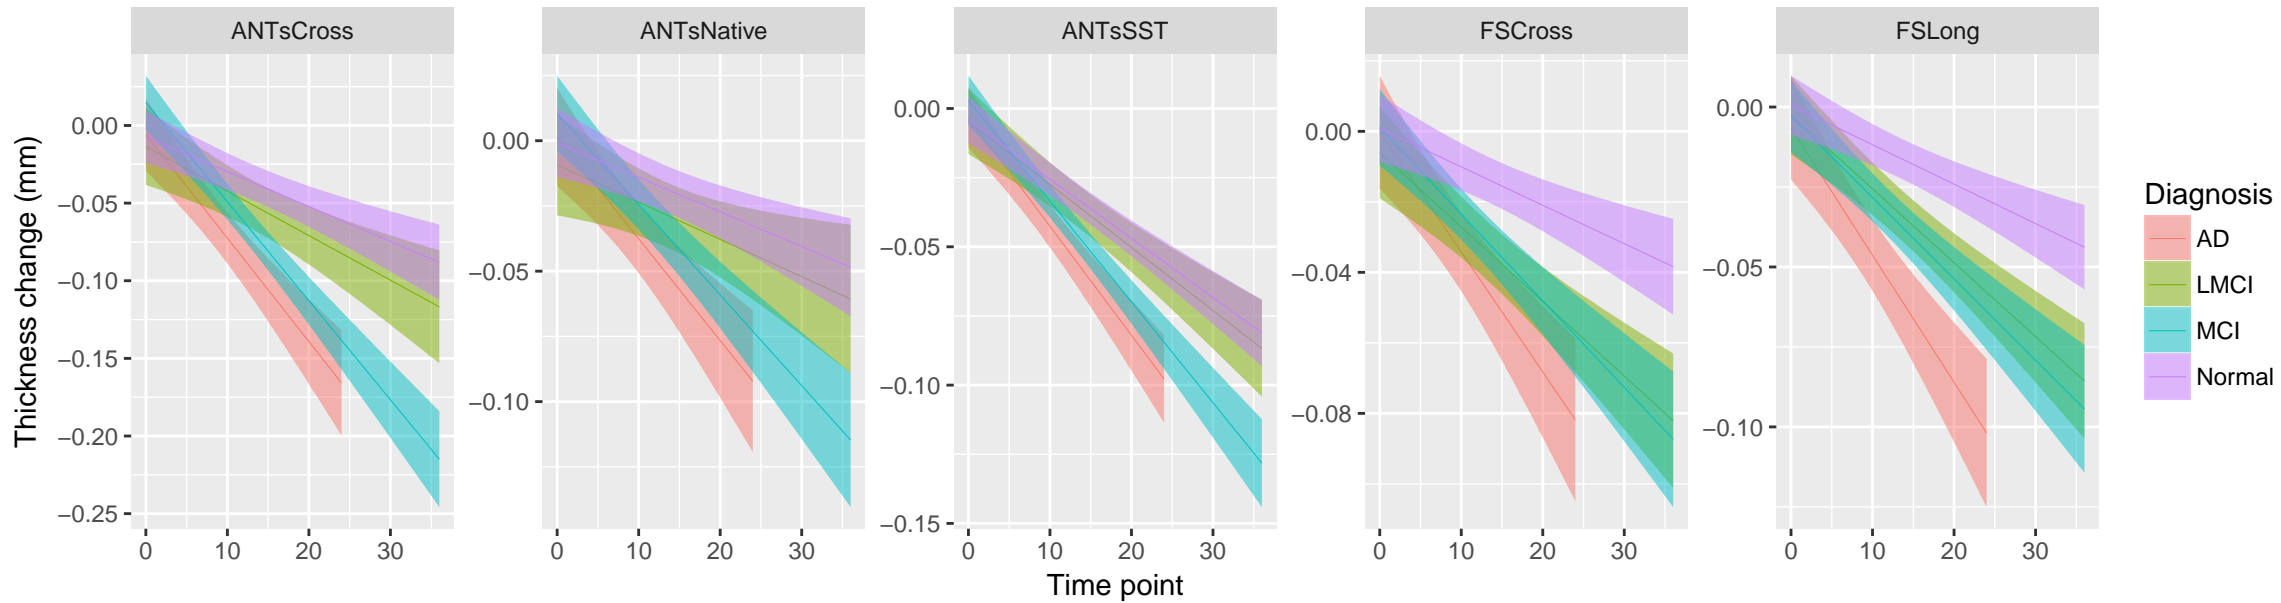 ANTsCross
ANTsNative
ANTsSST
FSCross
FSLong
Thickness change (mm)
0.00
−0.05
−0.10
−0.15
−0.20
−0.25
0 10 20 30
0.00
−0.05
−0.10
0 10 20 30
0.00
−0.05
−0.10
−0.15
0 10 20 30
0.00
−0.04
−0.08
0 10 20 30
0.00
−0.05
−0.10
0 10 20 30
Time point
Diagnosis
AD
LMCI
MCI
Normal